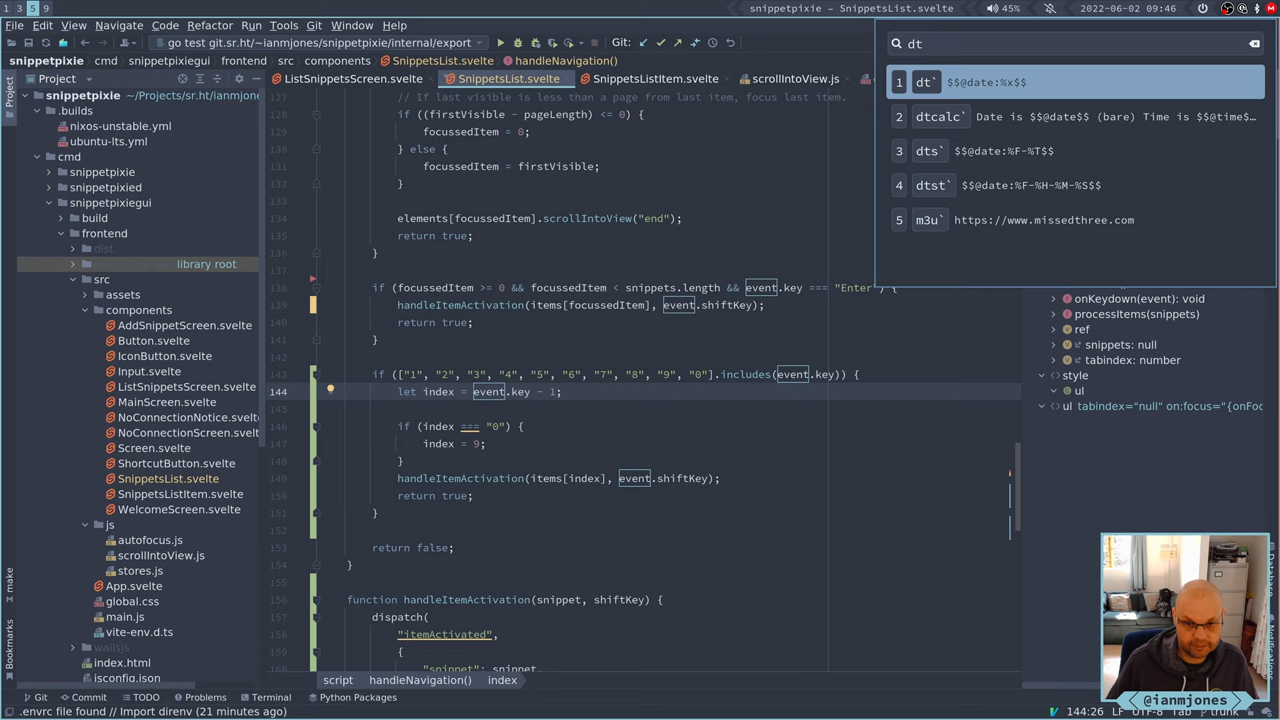 1 3 5 9
snippetpixie – SnippetsList.svelte
45%
2022-06-02 09:46
File Edit View Navigate Code Refactor Run Tools Git Window Help
go test git.sr.ht/~ianmjones/snippetpixie/internal/export
Git:
snippetpixie cmd snippetpixiegui frontend src components SnippetsList.svelte handleNavigation()
Project
ListSnippetsScreen.svelte
SnippetsList.svelte
SnippetsListItem.svelte
scrollIntoView.js
Project
snippetpixie ~/Projects/sr.ht/ianmjones
.builds
nixos-unstable.yml
ubuntu-lts.yml
cmd
snippetpixie
snippetpixied
snippetpixiegui
build
frontend
dist
library root
src
assets
components
AddSnippetScreen.svelte
Button.svelte
IconButton.svelte
Input.svelte
ListSnippetsScreen.svelte
MainScreen.svelte
NoConnectionNotice.svelte
NoConnectionScreen.svelte
Screen.svelte
ShortcutButton.svelte
SnippetsList.svelte
SnippetsListItem.svelte
WelcomeScreen.svelte
js
autofocus.js
scrollIntoView.js
stores.js
App.svelte
global.css
main.js
vite-env.d.ts
wailsjs
index.html
jsconfig.json
127 // If last visible is less than a page from last item, focus last item.
128 if ((firstVisible - pageLength) <= 0) {
129 focussedItem = 0;
130 } else {
131 focussedItem = firstVisible;
132 }
133
134 elements[focussedItem].scrollIntoView("end");
135 return true;
136 }
137
138 if (focussedItem >= 0 && focussedItem < snippets.length && event.key === "Enter") {
139 handleItemActivation(items[focussedItem], event.shiftKey);
140 return true;
141 }
142
143 if (["1", "2", "3", "4", "5", "6", "7", "8", "9", "0"].includes(event.key)) {
144 let index = event.key - 1;
145
146 if (index === "0") {
147 index = 9;
148 }
149 handleItemActivation(items[index], event.shiftKey);
150 return true;
151 }
152
153 return false;
154 }
155
156 function handleItemActivation(snippet, shiftKey) {
157 dispatch(
158 "itemActivated",
159 {
160 "snippet": snippet,
script handleNavigation() index
dt
1 dt` $$@date:%x$$
2 dtcalc` Date is $$@date$$ (bare) Time is $$@time$…
3 dts` $$@date:%F-%T$$
4 dtst` $$@date:%F-%H-%M-%S$$
5 m3u` https://www.missedthree.com
onKeydown(event): void
processItems(snippets)
ref
snippets: null
tabindex: number
style
ul
ul tabindex="null" on:focus="{onFo
Database
Notifications
make
Bookmarks
@ianmjones
Git Commit TODO Problems Terminal Python Packages
.envrc file found // Import direnv (21 minutes ago)
144:26 LF UTF-8 Tab trunk